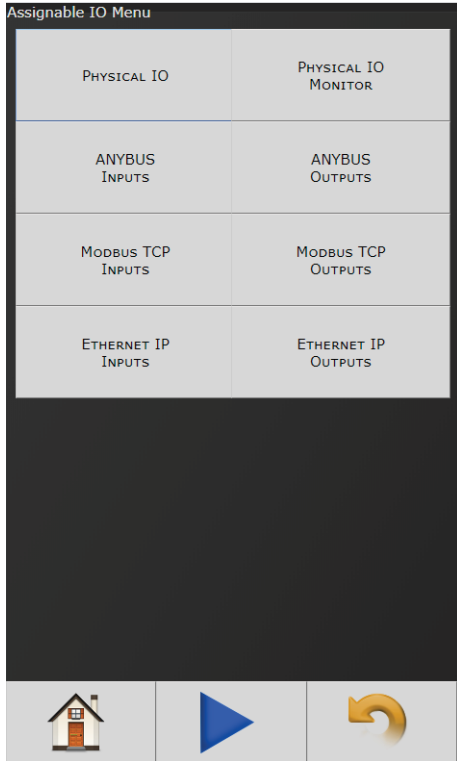 Assignable IO Menu
Physical IO
Physical IO
Monitor
ANYBUS
Inputs
ANYBUS
Outputs
Modbus TCP
Inputs
Modbus TCP
Outputs
Ethernet IP
Inputs
Ethernet IP
Outputs